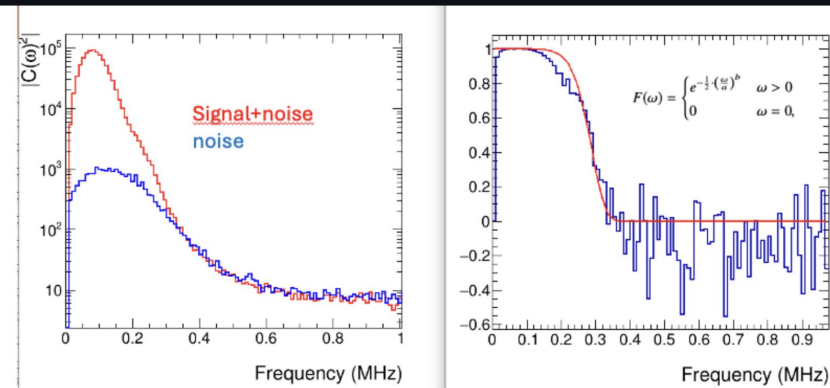 |C(ω)²|
10⁵
10⁴
10³
10²
10
Signal+noise
noise
0 0.2 0.4 0.6 0.8 1
Frequency (MHz)
1
0.8
0.6
0.4
0.2
0
−0.2
−0.4
−0.6
F(ω) = { e^{−½·(ω/a)^b} ω > 0
0 ω = 0,
0 0.1 0.2 0.3 0.4 0.5 0.6 0.7 0.8 0.9
Frequency (MHz)